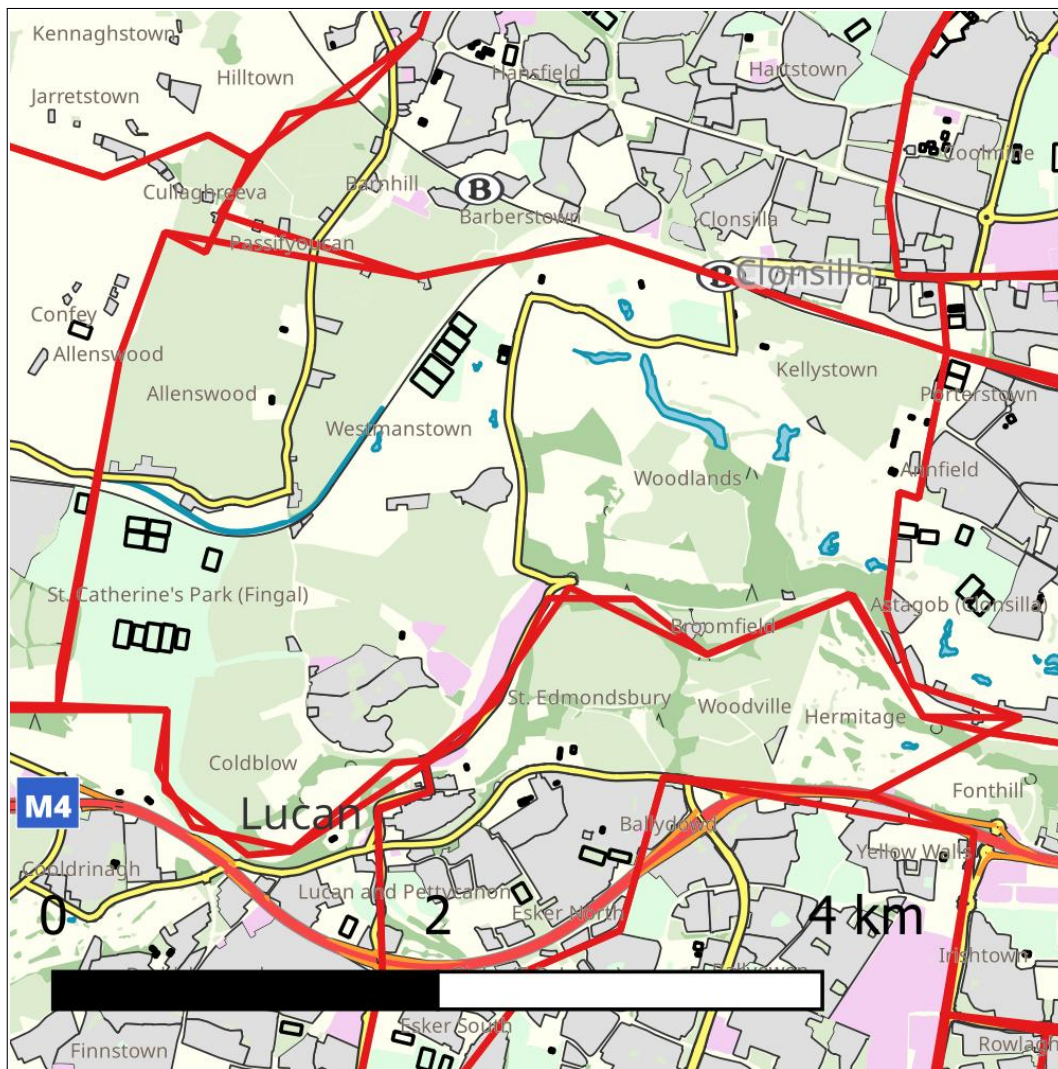 Kennaghstown
Hilltown
Hansfield
Hartstown
Jarretstown
Coolmine
Cullaghreeva
Barnhill
B
Barberstown
Clonsilla
Passifyoucan
B
Clonsilla
Confey
Allenswood
Kellystown
Allenswood
Porterstown
Westmanstown
Annfield
Woodlands
St. Catherine's Park (Fingal)
Astagob (Clonsilla)
Broomfield
St. Edmondsbury
Woodville
Hermitage
Coldblow
Fonthill
M4
Lucan
Ballydowd
Yellow Walls
Cooldrinagh
Lucan and Pettycanon
Esker North
0 2 4 km
Irishtown
Ballyowen
Esker South
Finnstown
Rowlagh